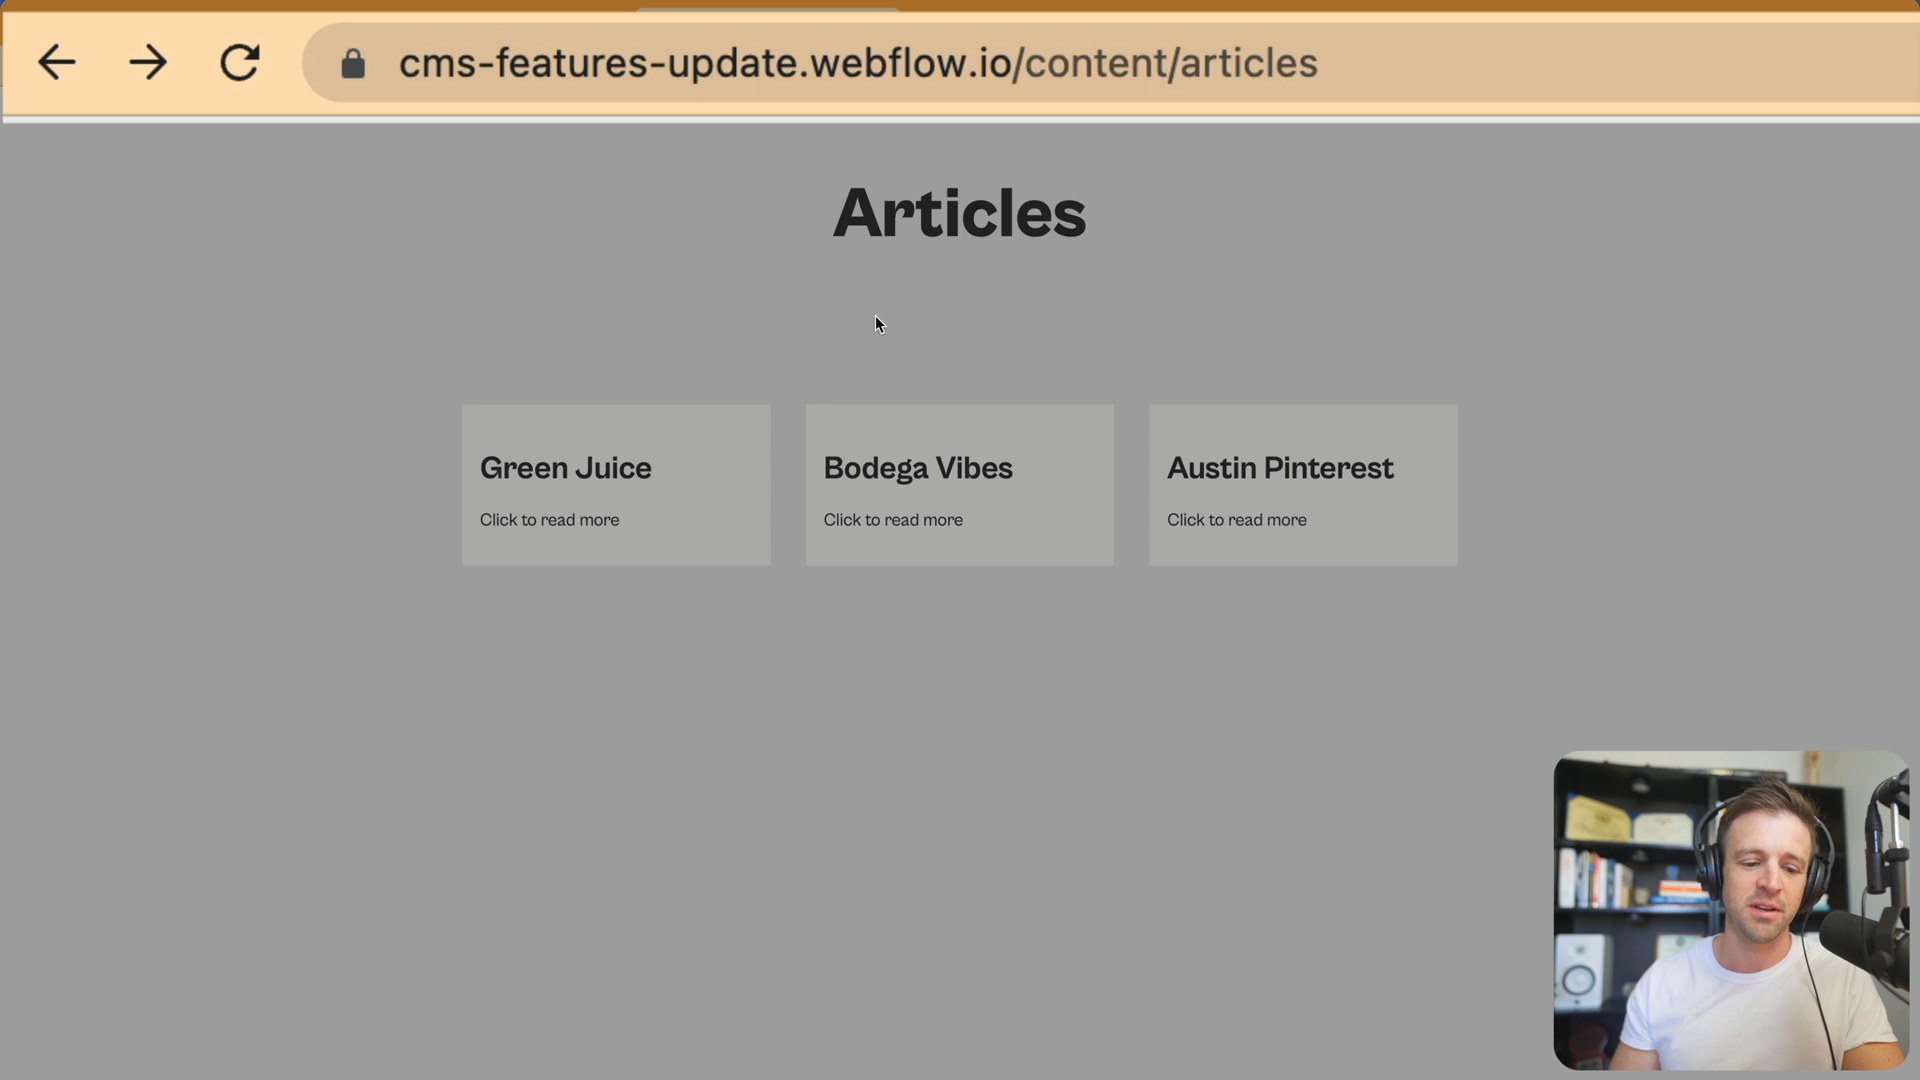 cms-features-update.webflow.io/content/articles
Articles
Green Juice
Click to read more
Bodega Vibes
Click to read more
Austin Pinterest
Click to read more